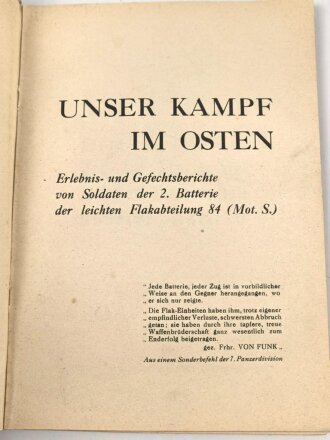 UNSER KAMPF
IM OSTEN
Erlebnis- und Gefechtsberichte
von Soldaten der 2. Batterie
der leichten Flakabteilung 84 (Mot. S.)
„ Jede Batterie, jeder Zug ist in vorbildlicher
„ Weise an den Gegner herangegangen, wo
„ er sich nur zeigte.
„ Die Flak-Einheiten haben ihm, trotz eigener
„ empfindlicher Verluste, schwersten Abbruch
„ getan; sie haben durch ihre tapfere, treue
„ Waffenbrüderschaft ganz wesentlich zum
„ Enderfolg beigetragen.
gez. Frhr. VON FUNK „
Aus einem Sonderbefehl der 7. Panzerdivision